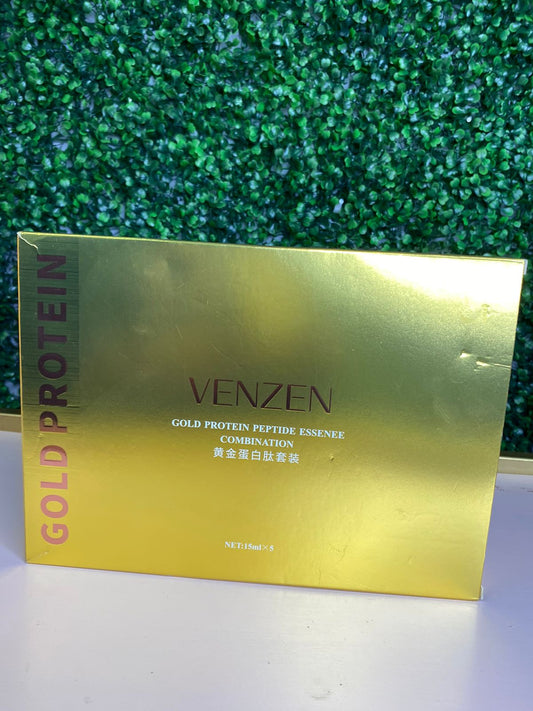 GOLD PROTEIN
VENZEN
GOLD PROTEIN PEPTIDE ESSENEE
COMBINATION
黄金蛋白肽套装
NET:15ml×5